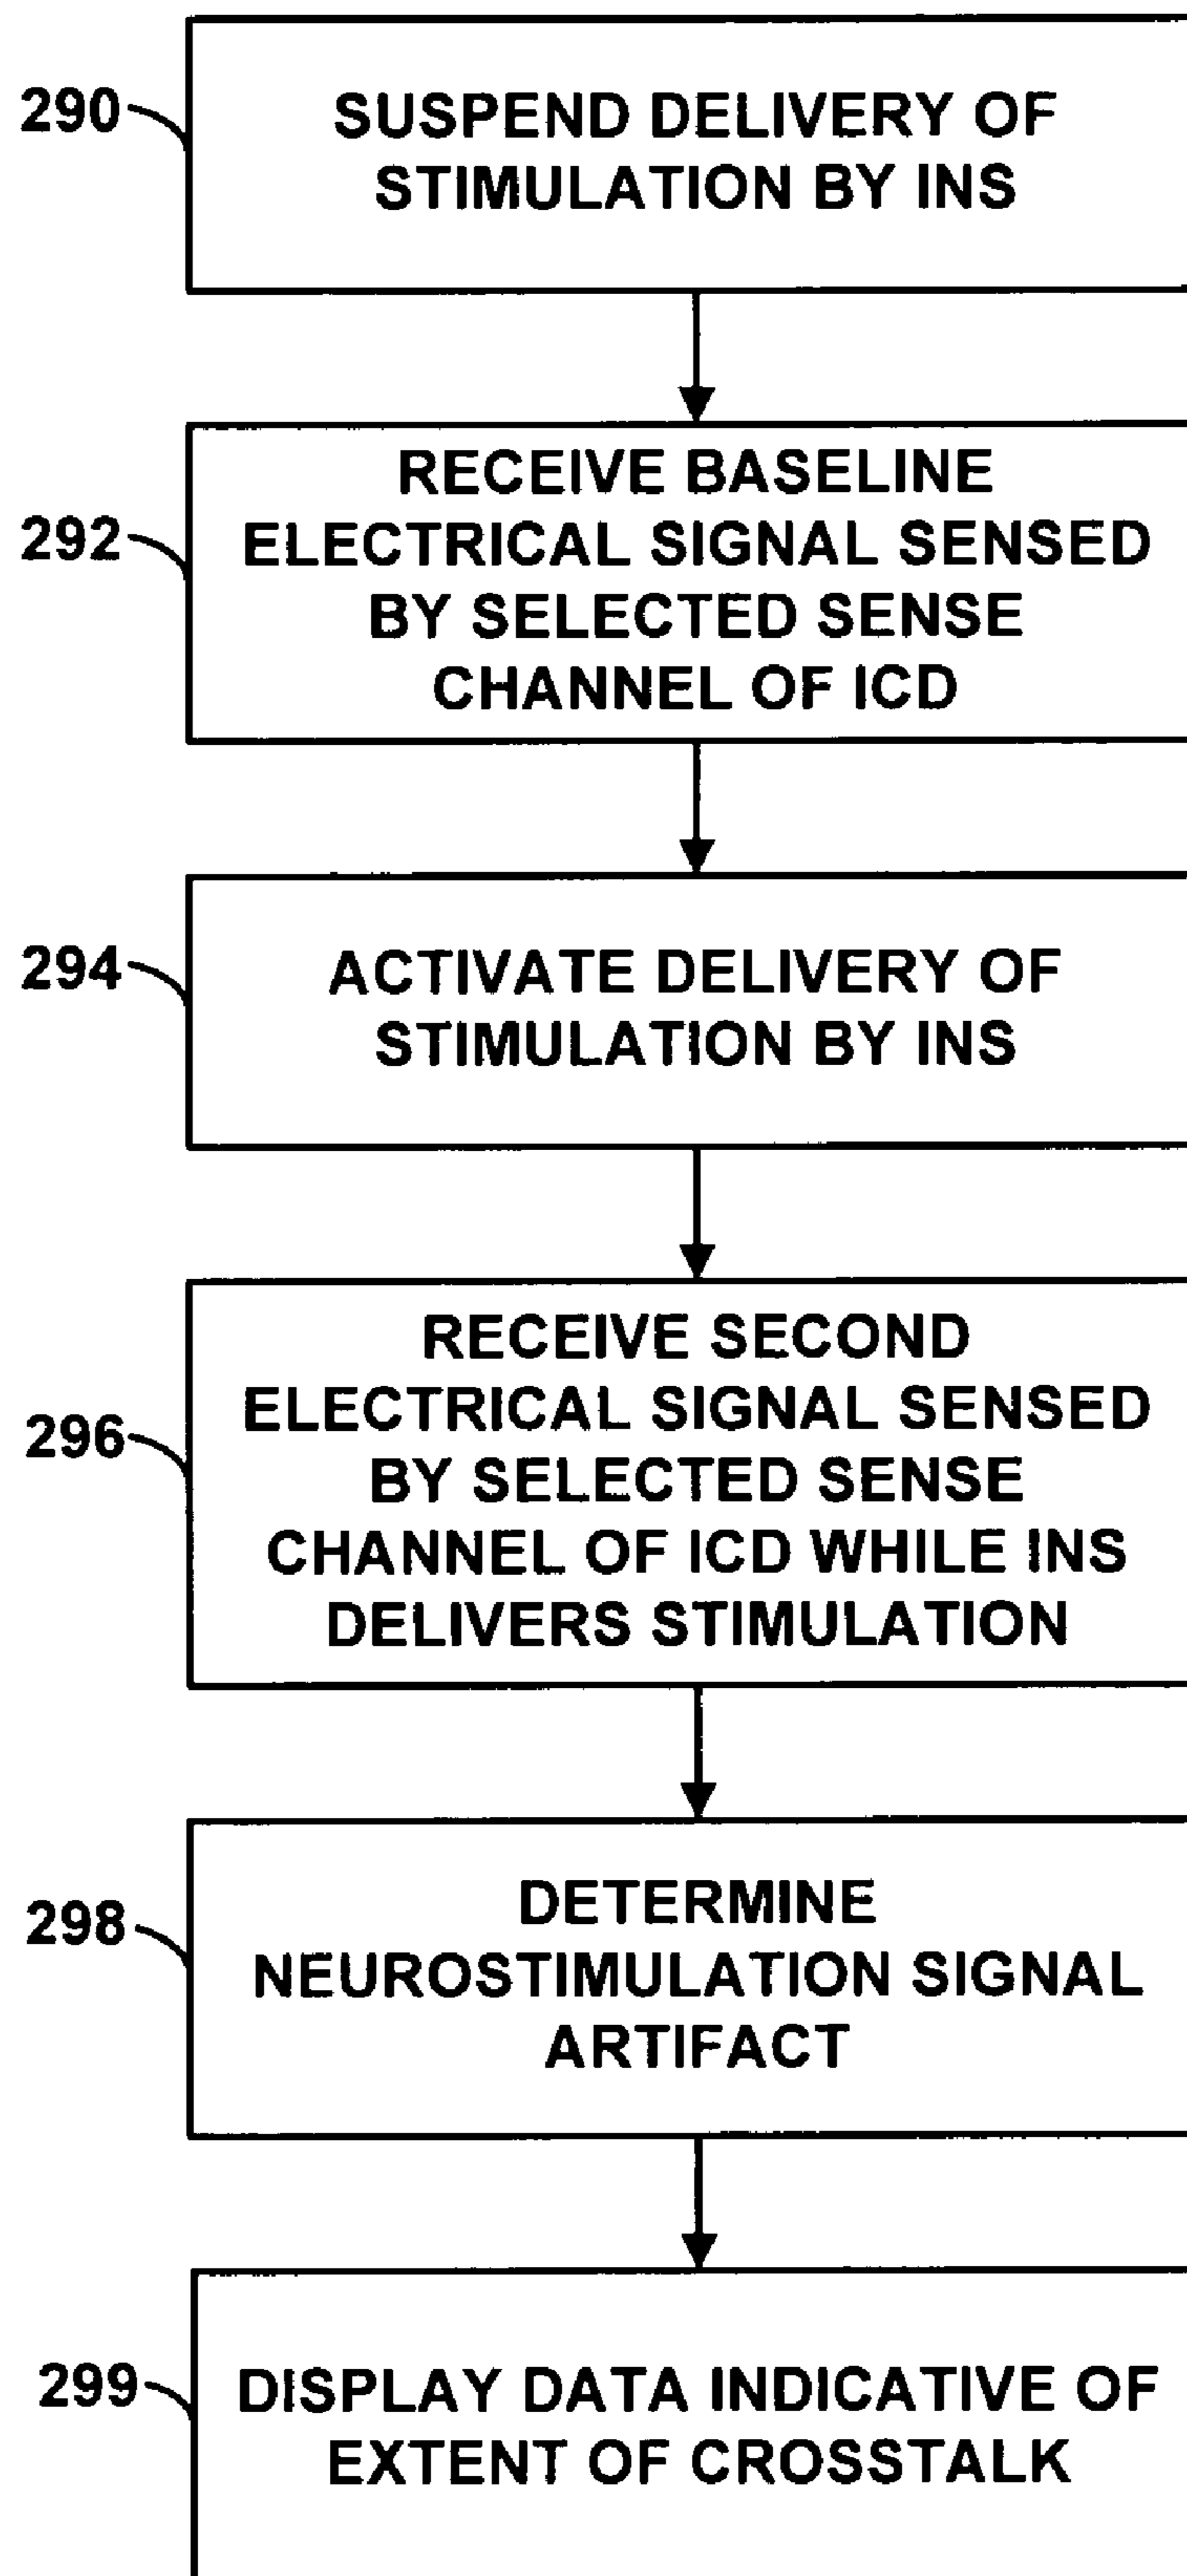 290
SUSPEND DELIVERY OF
STIMULATION BY INS
292
RECEIVE BASELINE
ELECTRICAL SIGNAL SENSED
BY SELECTED SENSE
CHANNEL OF ICD
294
ACTIVATE DELIVERY OF
STIMULATION BY INS
296
RECEIVE SECOND
ELECTRICAL SIGNAL SENSED
BY SELECTED SENSE
CHANNEL OF ICD WHILE INS
DELIVERS STIMULATION
298
DETERMINE
NEUROSTIMULATION SIGNAL
ARTIFACT
299
DISPLAY DATA INDICATIVE OF
EXTENT OF CROSSTALK